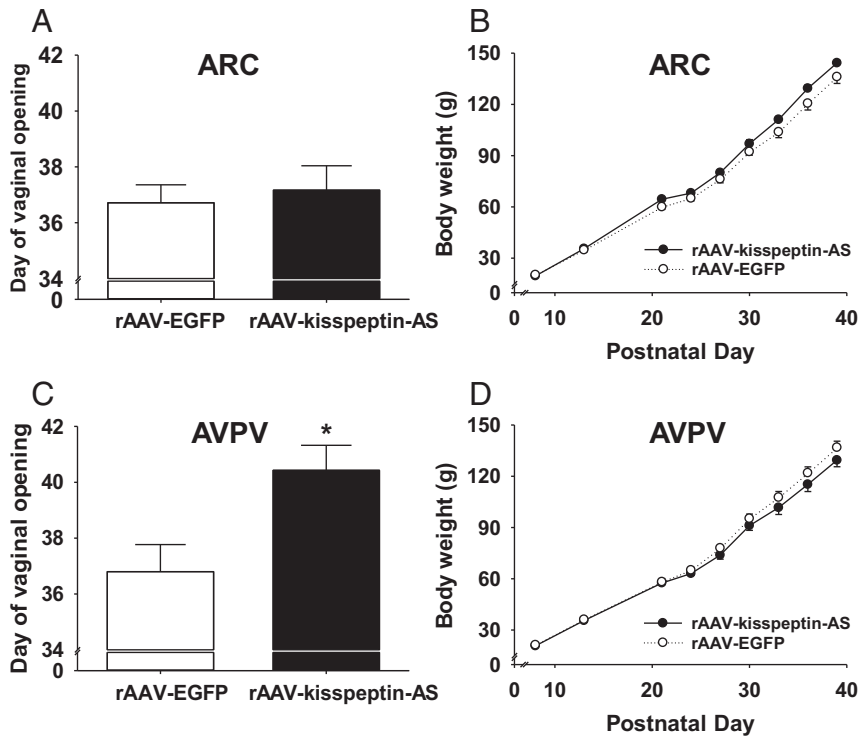 A
ARC
Day of vaginal opening
42
40
38
36
34
0
rAAV-EGFP rAAV-kisspeptin-AS
B
ARC
Body weight (g)
150
120
90
60
30
0
rAAV-kisspeptin-AS
rAAV-EGFP
0 10 20 30 40
Postnatal Day
C
AVPV
Day of vaginal opening
42
40
38
36
34
0
*
rAAV-EGFP rAAV-kisspeptin-AS
D
AVPV
Body weight (g)
150
120
90
60
30
0
rAAV-kisspeptin-AS
rAAV-EGFP
0 10 20 30 40
Postnatal Day